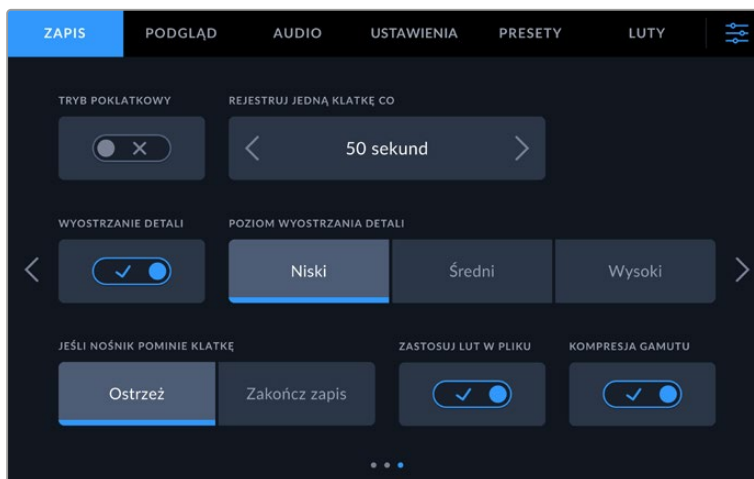 ZAPIS PODGLĄD AUDIO USTAWIENIA PRESETY LUTY
TRYB POKLATKOWY REJESTRUJ JEDNĄ KLATKĘ CO
50 sekund
WYOSTRZANIE DETALI POZIOM WYOSTRZANIA DETALI
Niski Średni Wysoki
JEŚLI NOŚNIK POMINIE KLATKĘ ZASTOSUJ LUT W PLIKU KOMPRESJA GAMUTU
Ostrzeż Zakończ zapis